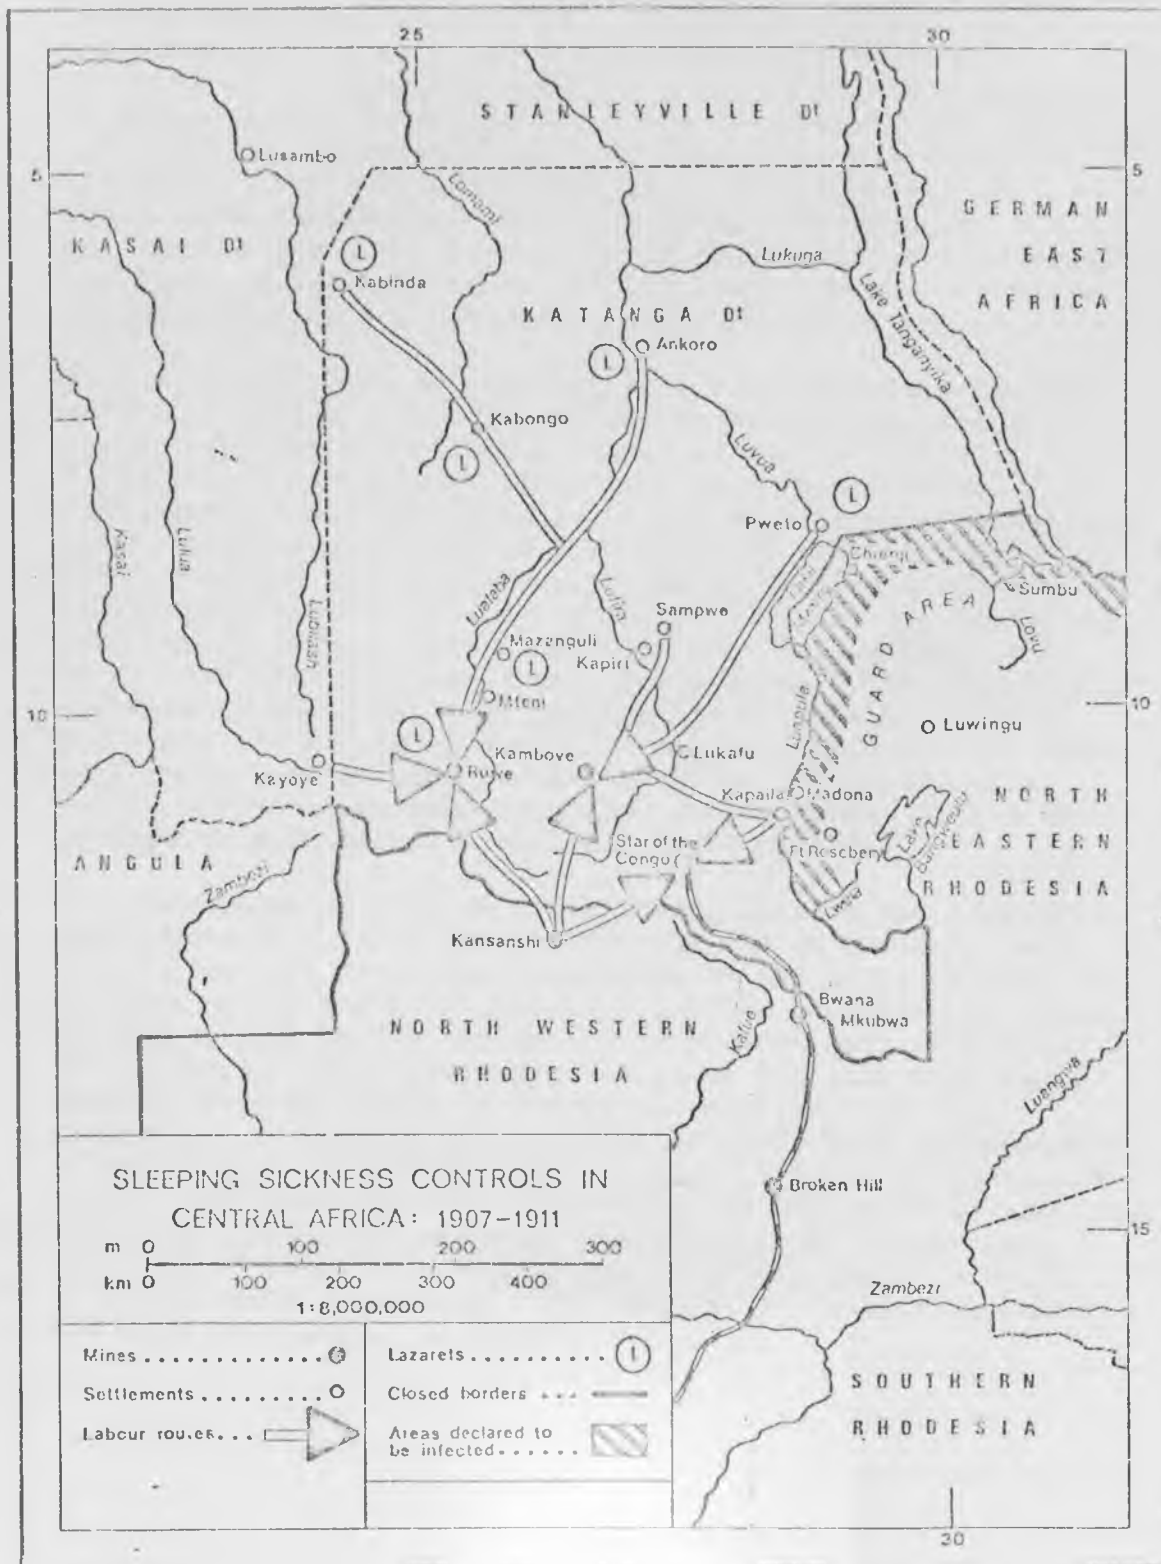 25
30
STANLEYVILLE Dt
Lusambo
5
5
Lomami
GERMAN
EAST
AFRICA
KASAI Dt
L
Kabinda
Lukuga
KATANGA Dt
Lake Tanganyika
Ankoro
L
Kabongo
L
Luvua
L
Pweto
Kasai
Lulua
Lubilash
Lualaba
Lufira
Chiengi
Sumbu
GUARD AREA
Lovu
Sampwe
Mazanguli
Kapiri
L
10
10
Luapula
Luwingu
L
Kambove
Lukafu
Kayoye
Ruwe
Kapaila
Madona
NORTH
EASTERN
RHODESIA
Lake
Bangweulu
ANGULA
Star of the
Congo
Ft Rosebery
Zambezi
Kansanshi
Bwana
Mkubwa
NORTH WESTERN
RHODESIA
Kafue
Luangwa
SLEEPING SICKNESS CONTROLS IN
CENTRAL AFRICA: 1907-1911
m 0 100 200 300
km 0 100 200 300 400
1:8,000,000
Broken Hill
15
Zambezi
Mines
Settlements
Labour routes
Lazarets
L
Closed borders
Areas declared to
be infected
SOUTHERN
RHODESIA
30